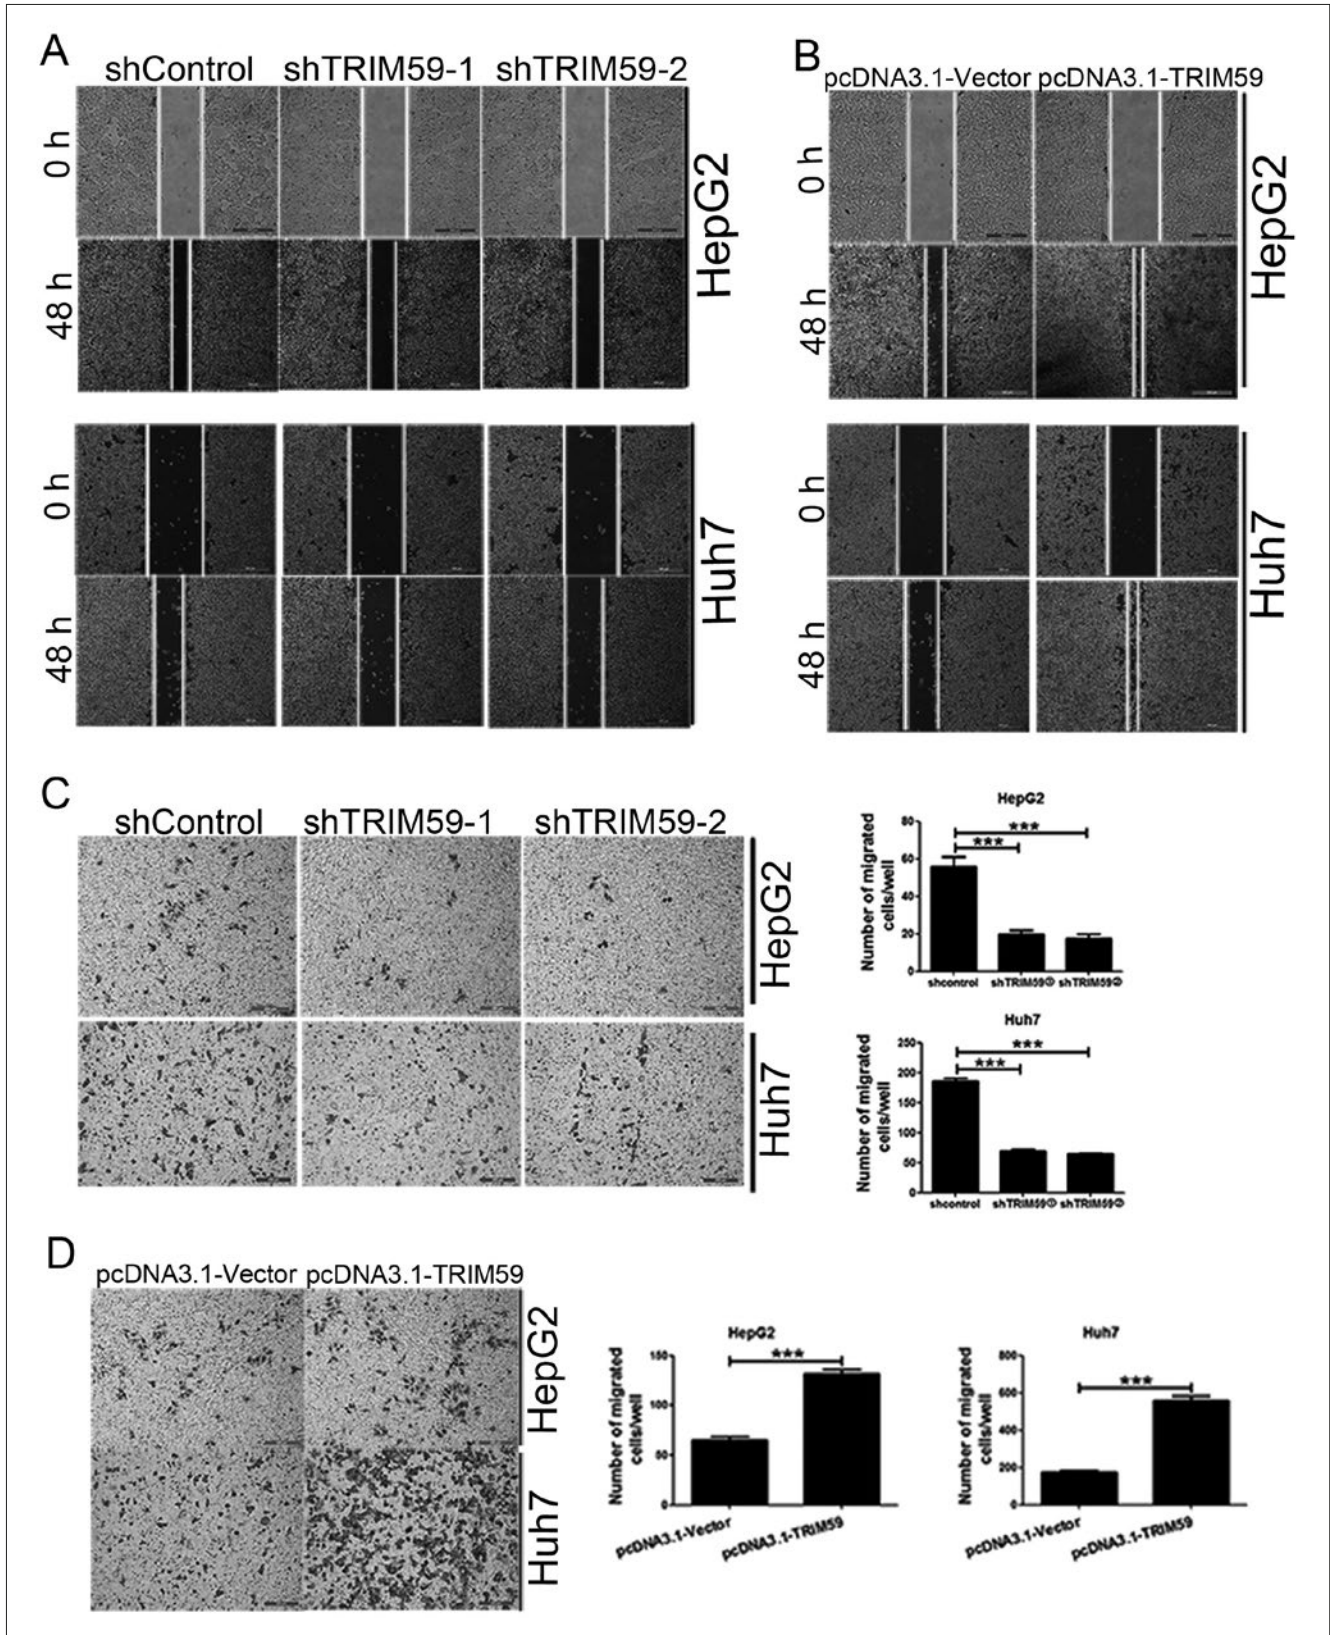 A
shControl shTRIM59-1 shTRIM59-2
0 h
48 h
HepG2
0 h
48 h
Huh7
B
pcDNA3.1-Vector pcDNA3.1-TRIM59
0 h
48 h
HepG2
0 h
48 h
Huh7
C
shControl shTRIM59-1 shTRIM59-2
HepG2
Huh7
HepG2
Number of migrated
cells/well
80
60
40
20
0
***
***
shcontrol shTRIM59① shTRIM59②
Huh7
Number of migrated
cells/well
250
200
150
100
50
0
***
***
shcontrol shTRIM59① shTRIM59②
D
pcDNA3.1-Vector pcDNA3.1-TRIM59
HepG2
Huh7
HepG2
Number of migrated
cells/well
150
100
50
0
***
pcDNA3.1-Vector pcDNA3.1-TRIM59
Huh7
Number of migrated
cells/well
800
600
400
200
0
***
pcDNA3.1-Vector pcDNA3.1-TRIM59